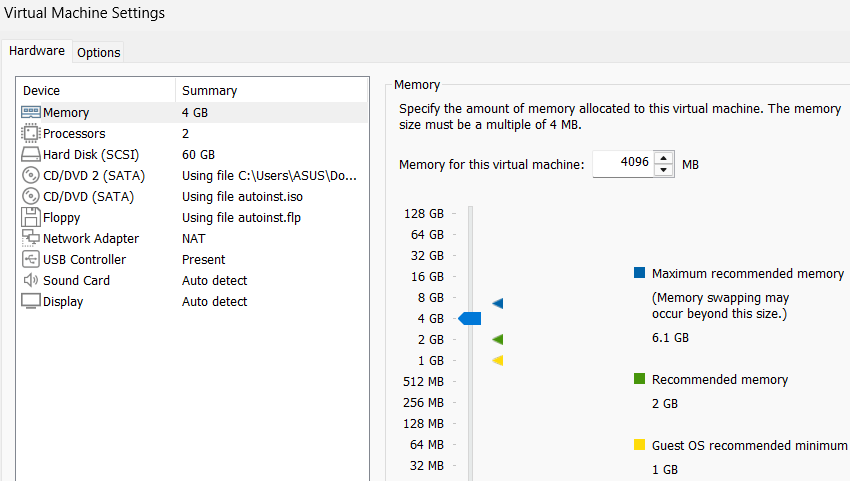 Virtual Machine Settings
Hardware Options
Device Summary
Memory 4 GB
Processors 2
Hard Disk (SCSI) 60 GB
CD/DVD 2 (SATA) Using file C:\Users\ASUS\Do...
CD/DVD (SATA) Using file autoinst.iso
Floppy Using file autoinst.flp
Network Adapter NAT
USB Controller Present
Sound Card Auto detect
Display Auto detect
Memory
Specify the amount of memory allocated to this virtual machine. The memory
size must be a multiple of 4 MB.
Memory for this virtual machine: 4096 MB
128 GB
64 GB
32 GB
16 GB
8 GB
4 GB
2 GB
1 GB
512 MB
256 MB
128 MB
64 MB
32 MB
Maximum recommended memory
(Memory swapping may
occur beyond this size.)
6.1 GB
Recommended memory
2 GB
Guest OS recommended minimum
1 GB